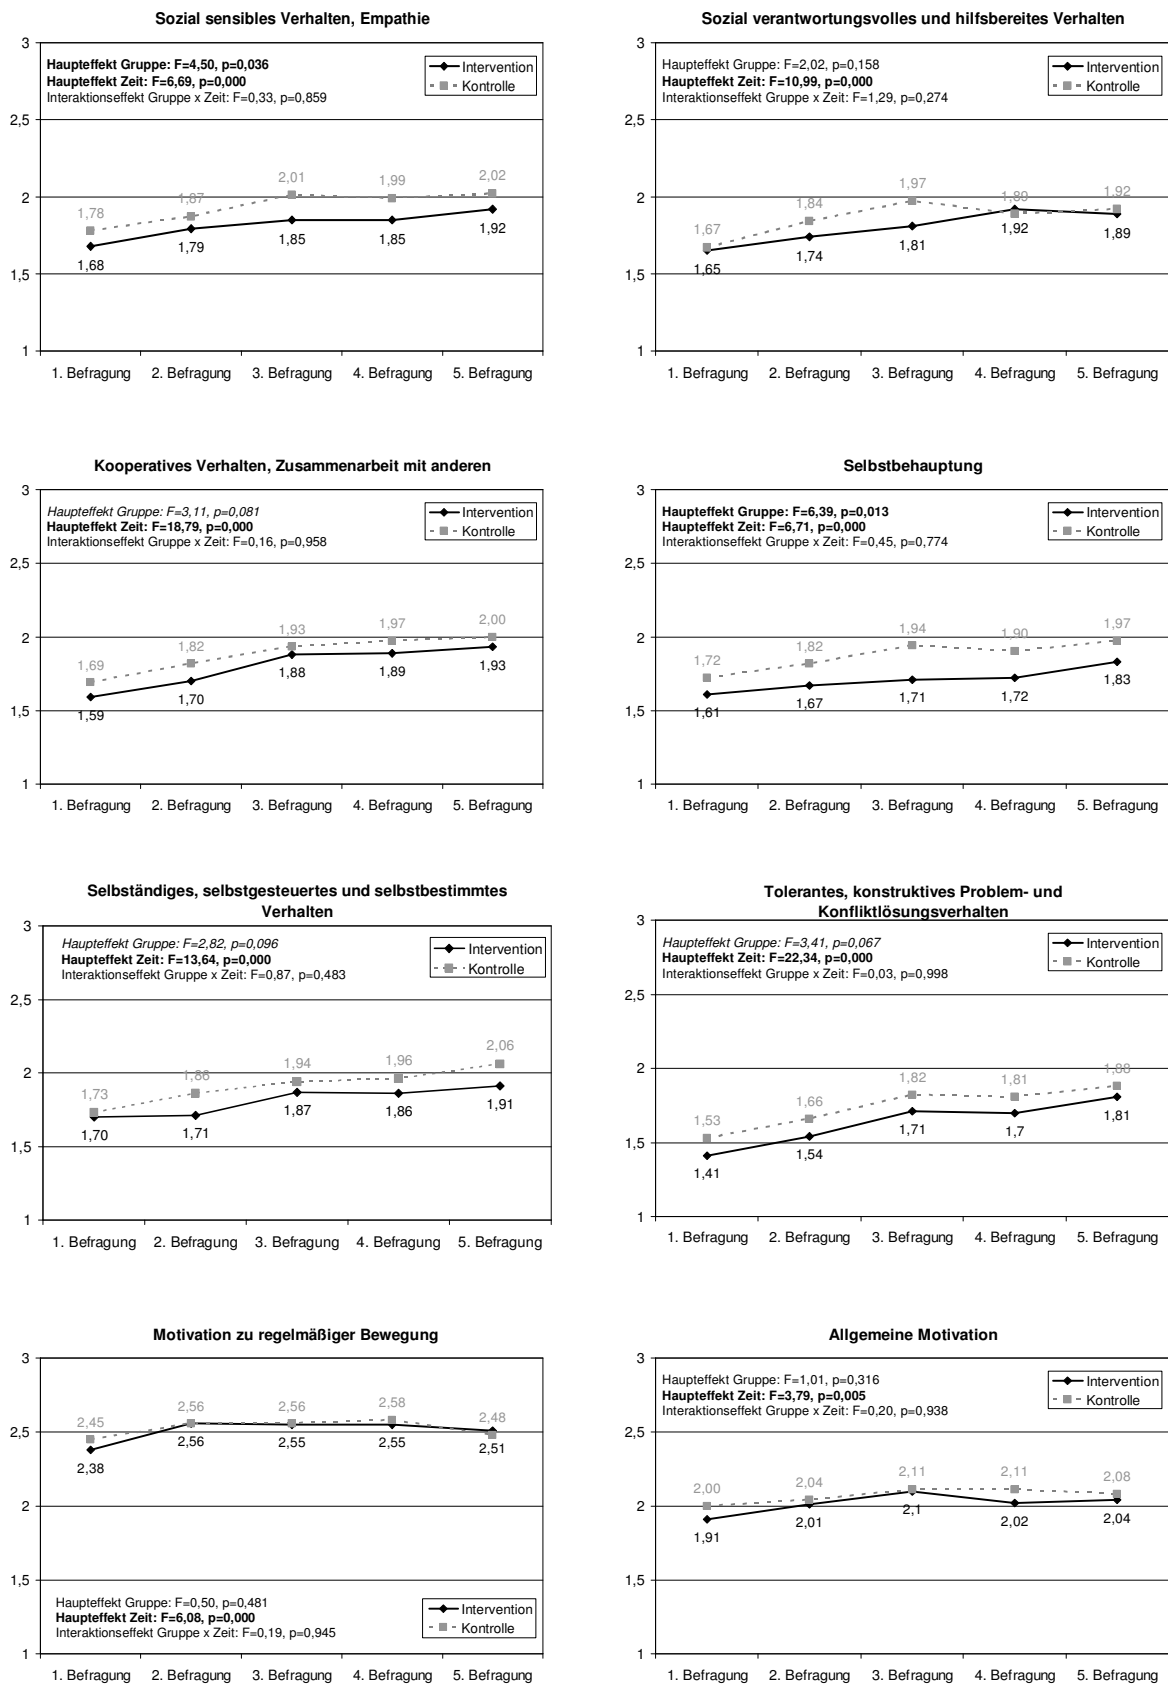 Sozial sensibles Verhalten, Empathie
3
Haupteffekt Gruppe: F=4,50, p=0,036
Haupteffekt Zeit: F=6,69, p=0,000
Interaktionseffekt Gruppe x Zeit: F=0,33, p=0,859
Intervention
Kontrolle
2,5
2
1,5
1
1,78
1,87
2,01
1,99
2,02
1,68
1,79
1,85
1,85
1,92
1. Befragung
2. Befragung
3. Befragung
4. Befragung
5. Befragung
Sozial verantwortungsvolles und hilfsbereites Verhalten
3
Haupteffekt Gruppe: F=2,02, p=0,158
Haupteffekt Zeit: F=10,99, p=0,000
Interaktionseffekt Gruppe x Zeit: F=1,29, p=0,274
Intervention
Kontrolle
2,5
2
1,5
1
1,67
1,84
1,97
1,89
1,92
1,65
1,74
1,81
1,92
1,89
1. Befragung
2. Befragung
3. Befragung
4. Befragung
5. Befragung
Kooperatives Verhalten, Zusammenarbeit mit anderen
3
Haupteffekt Gruppe: F=3,11, p=0,081
Haupteffekt Zeit: F=18,79, p=0,000
Interaktionseffekt Gruppe x Zeit: F=0,16, p=0,958
Intervention
Kontrolle
2,5
2
1,5
1
1,69
1,82
1,93
1,97
2,00
1,59
1,70
1,88
1,89
1,93
1. Befragung
2. Befragung
3. Befragung
4. Befragung
5. Befragung
Selbstbehauptung
3
Haupteffekt Gruppe: F=6,39, p=0,013
Haupteffekt Zeit: F=6,71, p=0,000
Interaktionseffekt Gruppe x Zeit: F=0,45, p=0,774
Intervention
Kontrolle
2,5
2
1,5
1
1,72
1,82
1,94
1,90
1,97
1,61
1,67
1,71
1,72
1,83
1. Befragung
2. Befragung
3. Befragung
4. Befragung
5. Befragung
Selbständiges, selbstgesteuertes und selbstbestimmtes
Verhalten
3
Haupteffekt Gruppe: F=2,82, p=0,096
Haupteffekt Zeit: F=13,64, p=0,000
Interaktionseffekt Gruppe x Zeit: F=0,87, p=0,483
Intervention
Kontrolle
2,5
2
1,5
1
1,73
1,86
1,94
1,96
2,06
1,70
1,71
1,87
1,86
1,91
1. Befragung
2. Befragung
3. Befragung
4. Befragung
5. Befragung
Tolerantes, konstruktives Problem- und
Konfliktlösungsverhalten
3
Haupteffekt Gruppe: F=3,41, p=0,067
Haupteffekt Zeit: F=22,34, p=0,000
Interaktionseffekt Gruppe x Zeit: F=0,03, p=0,998
Intervention
Kontrolle
2,5
2
1,5
1
1,53
1,66
1,82
1,81
1,88
1,41
1,54
1,71
1,7
1,81
1. Befragung
2. Befragung
3. Befragung
4. Befragung
5. Befragung
Motivation zu regelmäßiger Bewegung
3
2,5
2
1,5
1
2,45
2,56
2,56
2,58
2,48
2,38
2,56
2,55
2,55
2,51
Haupteffekt Gruppe: F=0,50, p=0,481
Haupteffekt Zeit: F=6,08, p=0,000
Interaktionseffekt Gruppe x Zeit: F=0,19, p=0,945
Intervention
Kontrolle
1. Befragung
2. Befragung
3. Befragung
4. Befragung
5. Befragung
Allgemeine Motivation
3
Haupteffekt Gruppe: F=1,01, p=0,316
Haupteffekt Zeit: F=3,79, p=0,005
Interaktionseffekt Gruppe x Zeit: F=0,20, p=0,938
Intervention
Kontrolle
2,5
2
1,5
1
2,00
2,04
2,11
2,11
2,08
1,91
2,01
2,1
2,02
2,04
1. Befragung
2. Befragung
3. Befragung
4. Befragung
5. Befragung